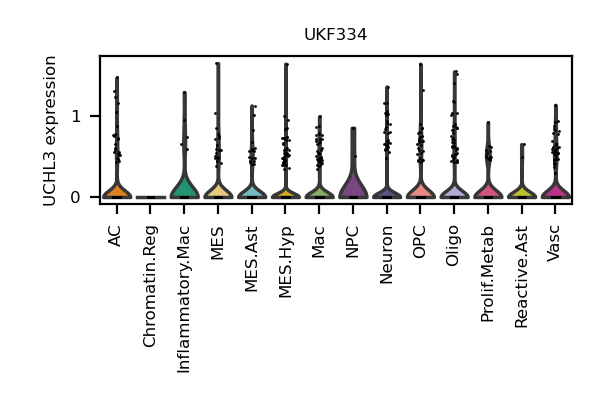 UKF334
UCHL3 expression
1
0
AC
Chromatin.Reg
Inflammatory.Mac
MES
MES.Ast
MES.Hyp
Mac
NPC
Neuron
OPC
Oligo
Prolif.Metab
Reactive.Ast
Vasc